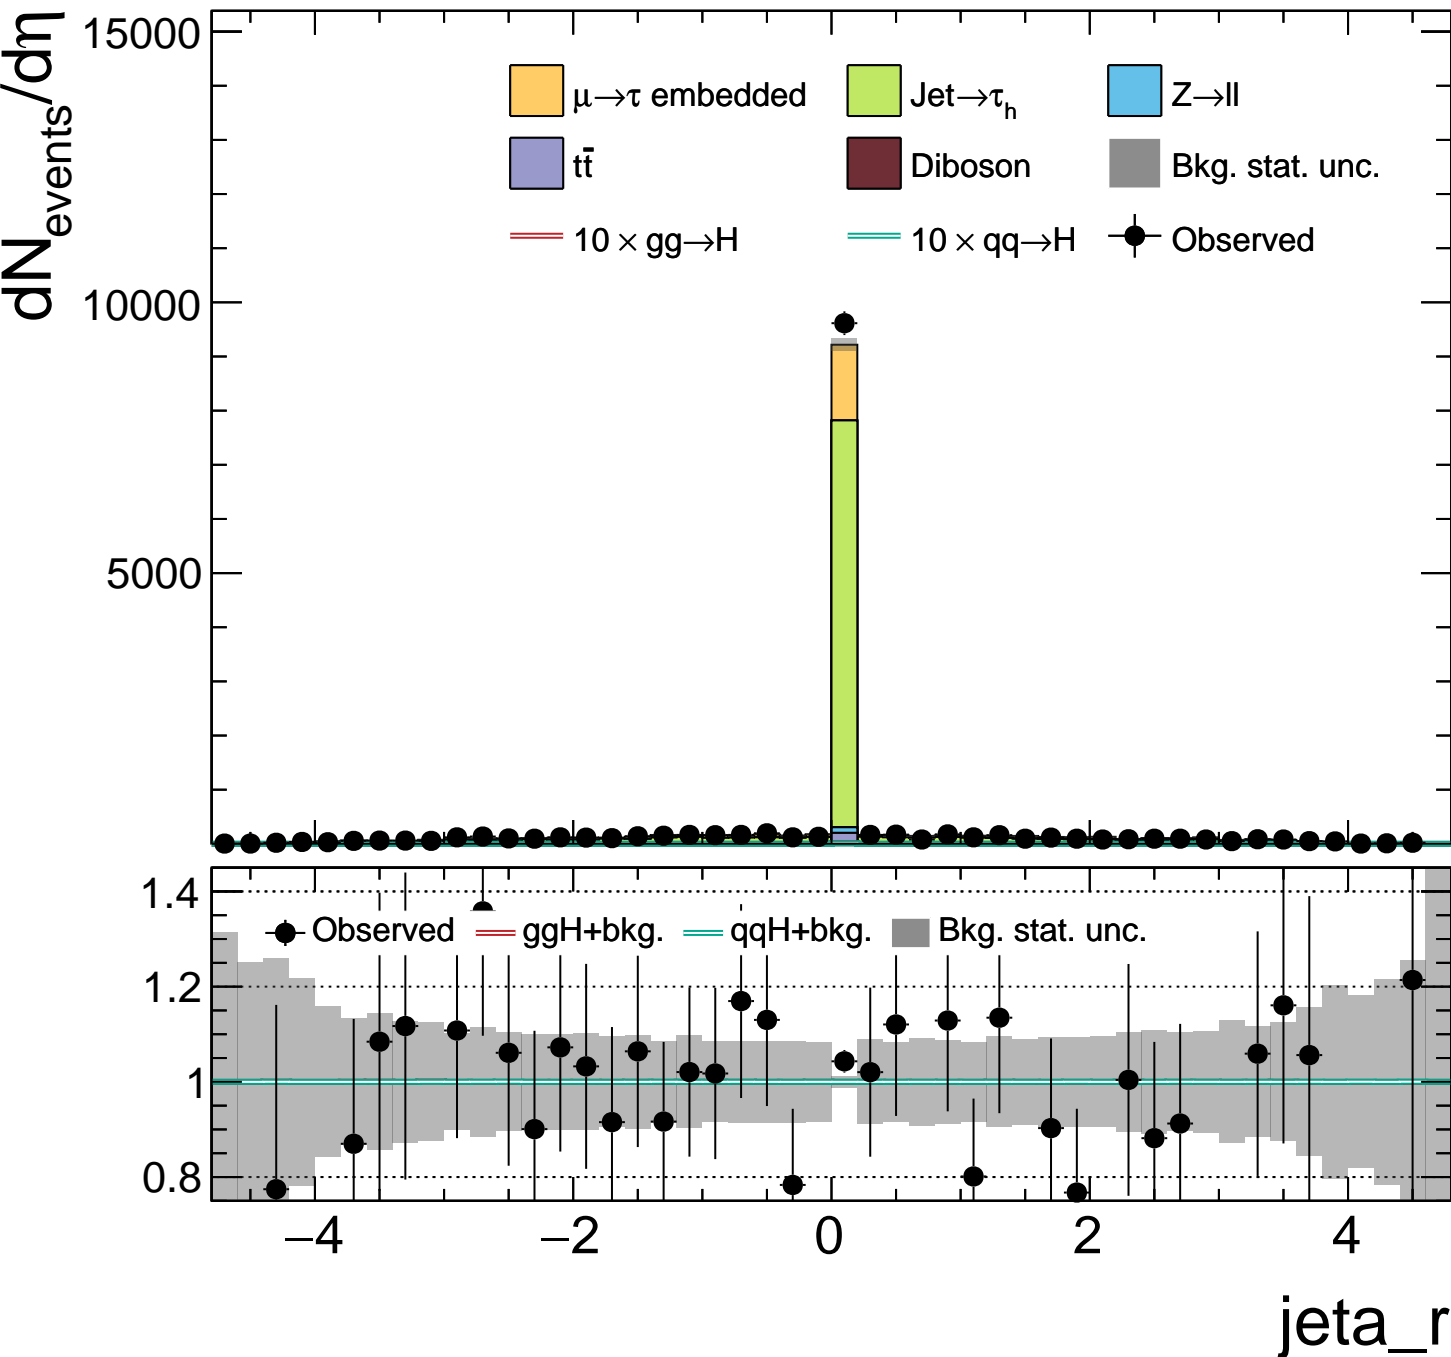 dN_events/dη
15000
10000
5000
μ→τ embedded
Jet→τ_h
Z→ll
tt̄
Diboson
Bkg. stat. unc.
10 × gg→H
10 × qq→H
Observed
1.4
1.2
1
0.8
Observed
ggH+bkg.
qqH+bkg.
Bkg. stat. unc.
−4
−2
0
2
4
jeta_r